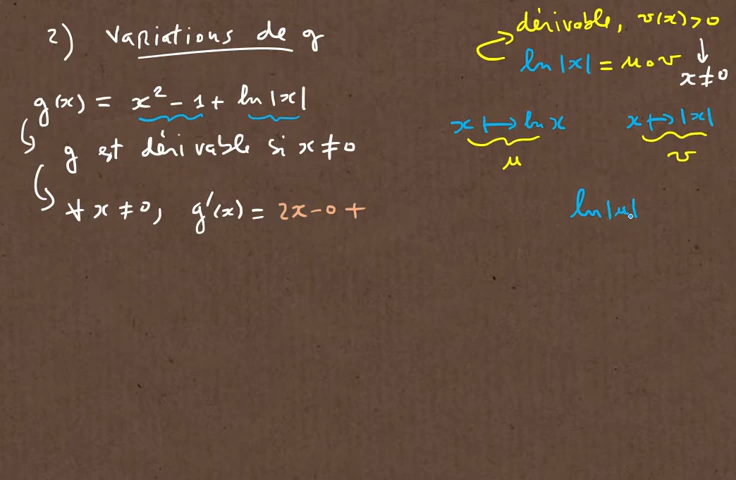 2) Variations de g
dérivable, v(x)>0
ln|x| = μov
x≠0
g(x) = x² - 1 + ln|x|
x ↦ ln x
μ
x ↦ |x|
v
g est dérivable si x≠0
∀ x≠0, g'(x) = 2x-0+
ln|μ|